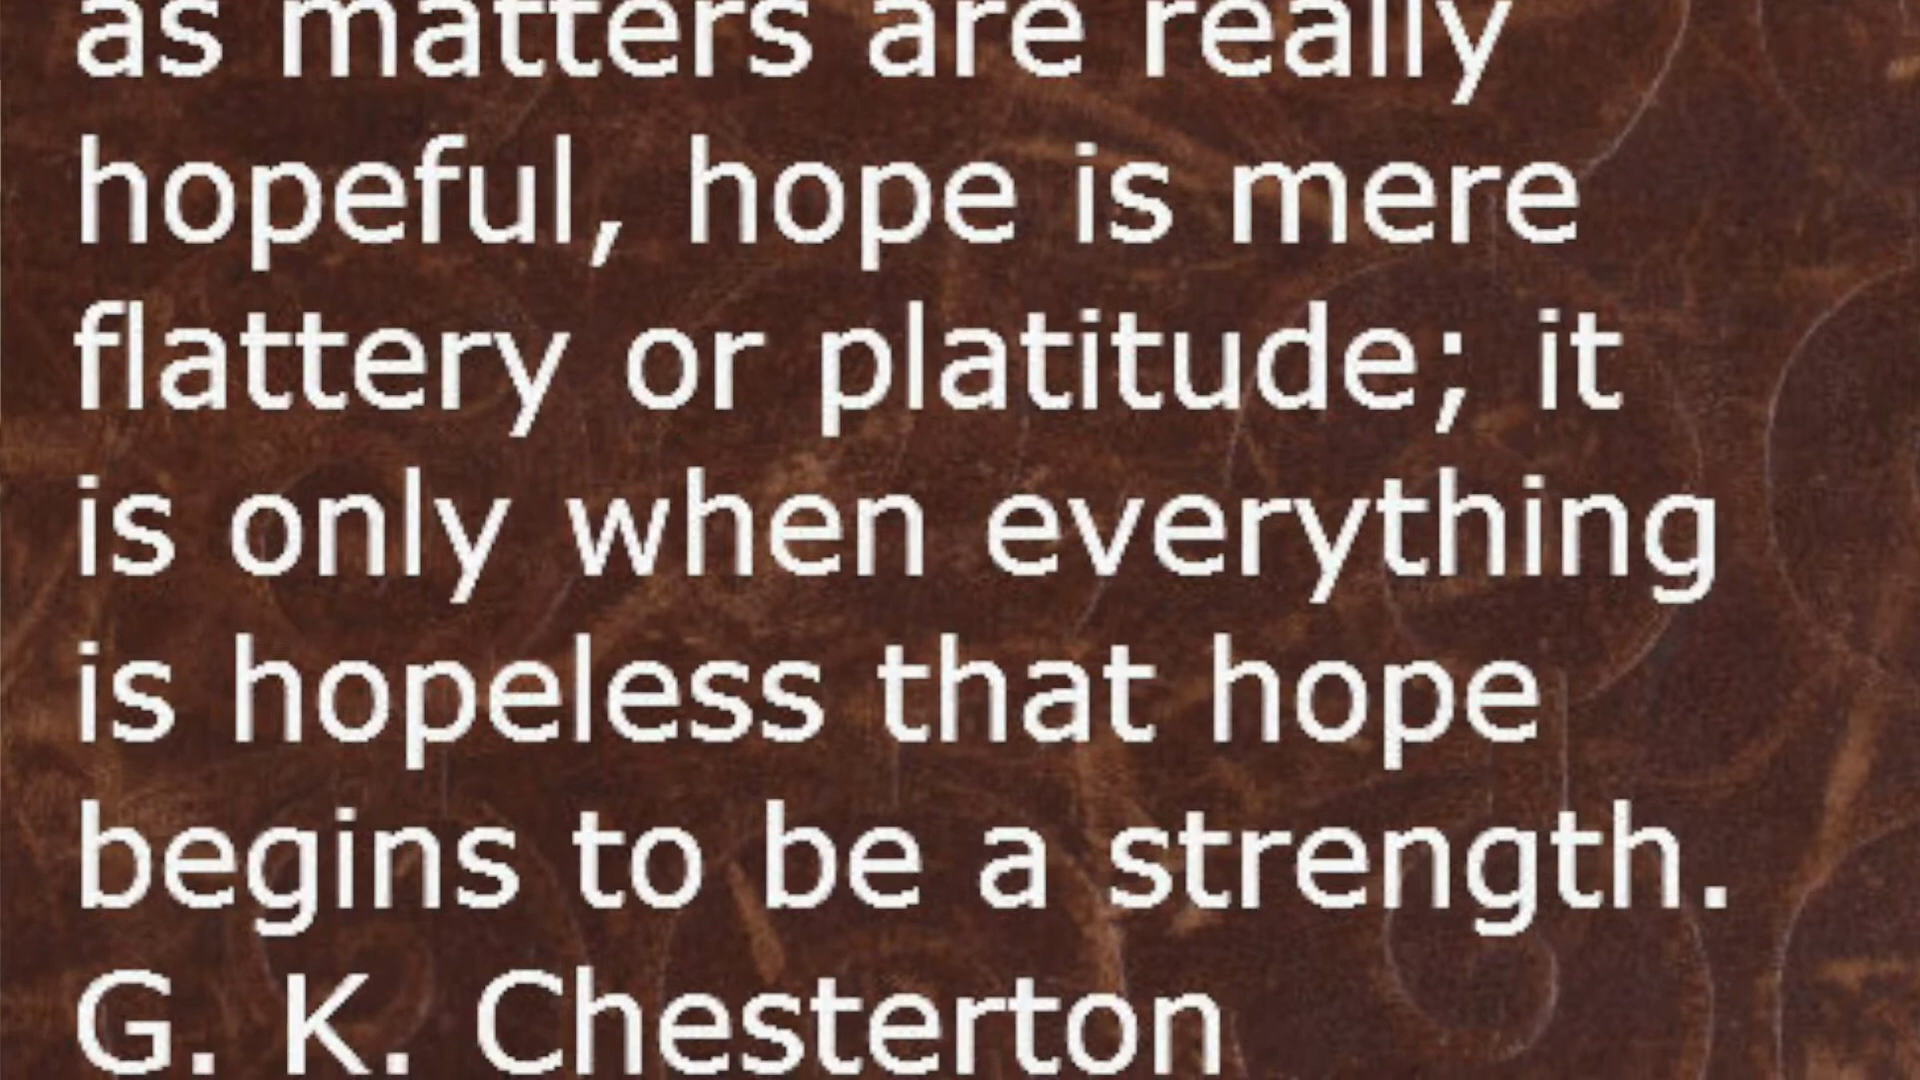 as matters are really
hopeful, hope is mere
flattery or platitude; it
is only when everything
is hopeless that hope
begins to be a strength.
G. K. Chesterton